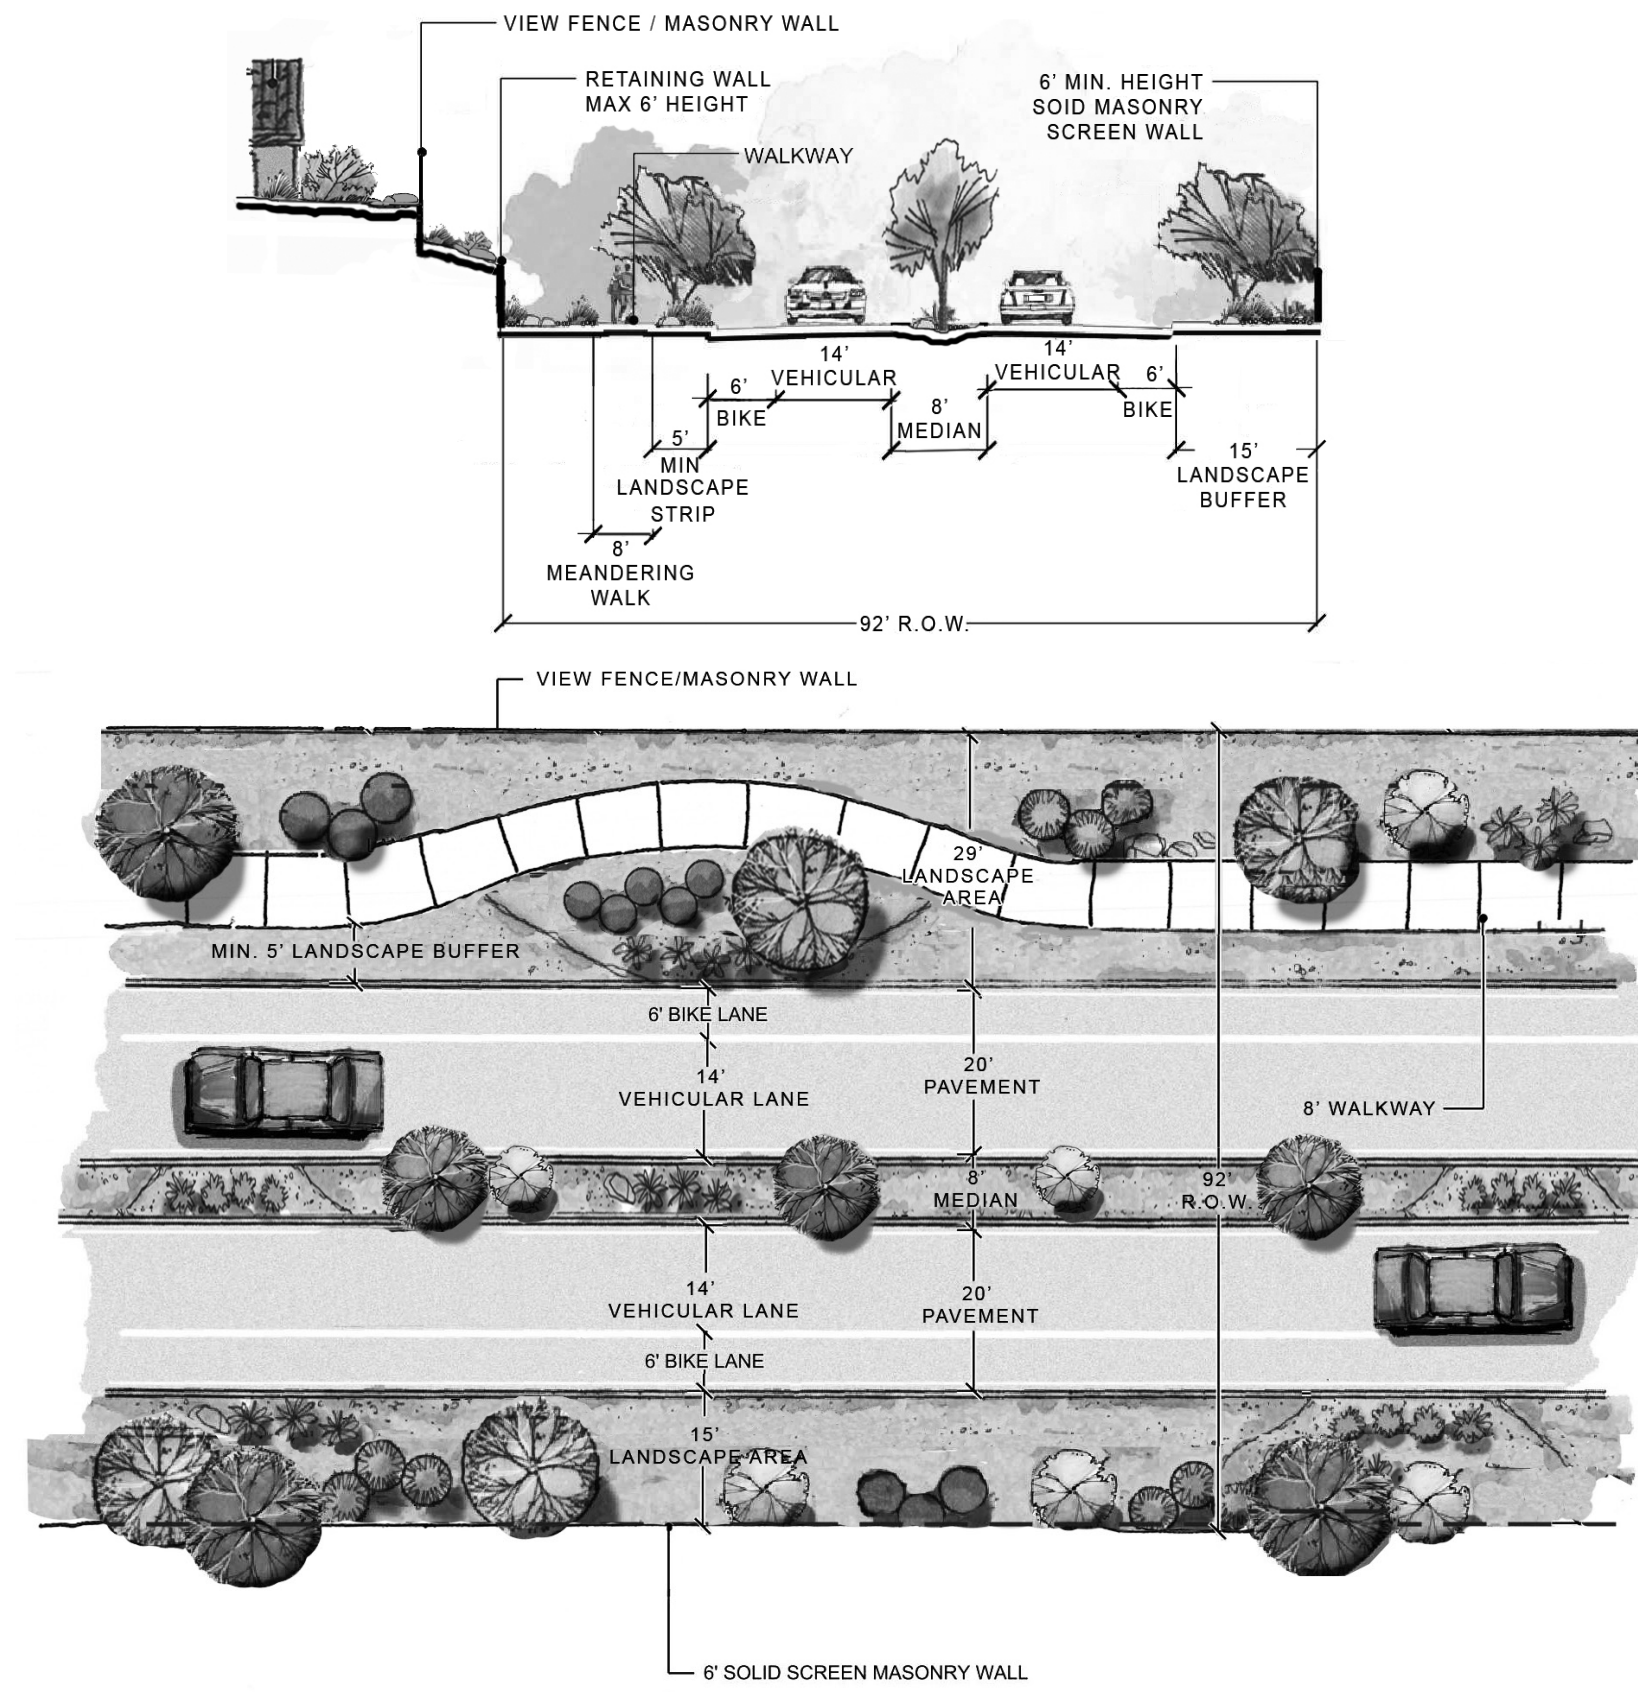 VIEW FENCE / MASONRY WALL
RETAINING WALL
MAX 6’ HEIGHT
6’ MIN. HEIGHT
SOID MASONRY
SCREEN WALL
WALKWAY
14’
VEHICULAR
14’
VEHICULAR
6’
BIKE
6’
BIKE
8’
MEDIAN
5’
MIN
LANDSCAPE
STRIP
15’
LANDSCAPE
BUFFER
8’
MEANDERING
WALK
92’ R.O.W.
VIEW FENCE/MASONRY WALL
29’
LANDSCAPE
AREA
MIN. 5’ LANDSCAPE BUFFER
6' BIKE LANE
14’
VEHICULAR LANE
20’
PAVEMENT
8’ WALKWAY
8’
MEDIAN
92’
R.O.W.
14’
VEHICULAR LANE
20’
PAVEMENT
6' BIKE LANE
15’
LANDSCAPE AREA
6' SOLID SCREEN MASONRY WALL